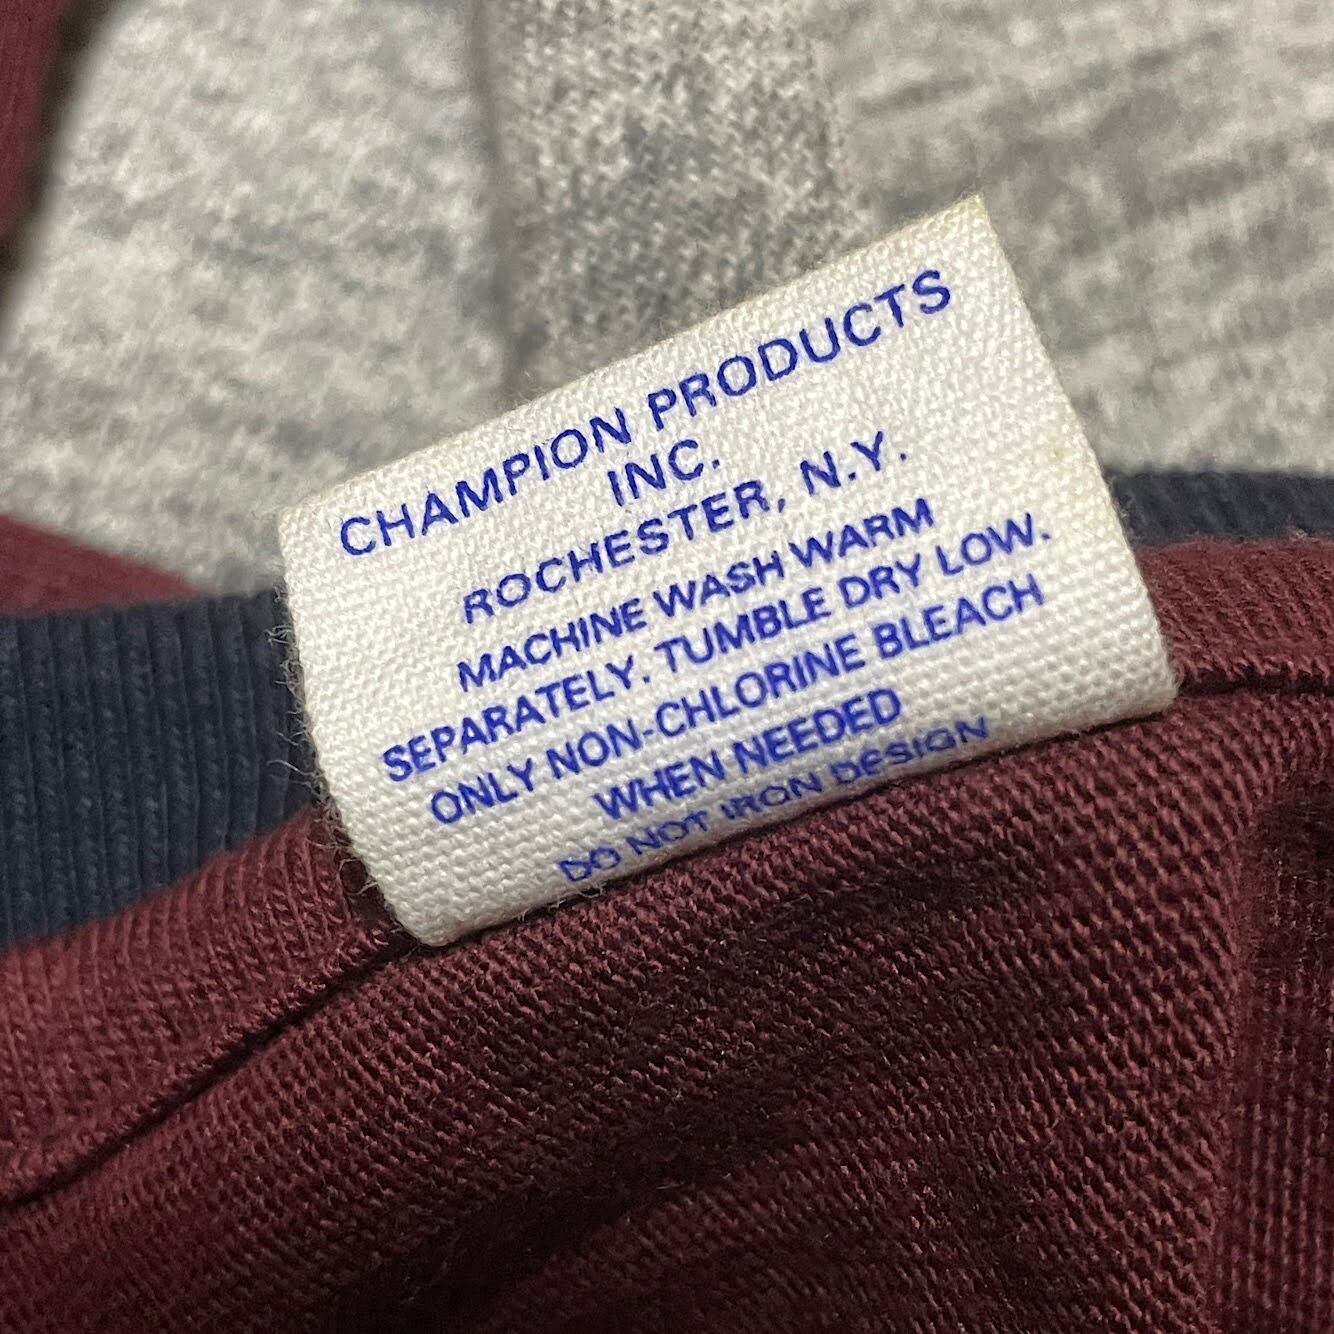 CHAMPION PRODUCTS
INC.
ROCHESTER, N.Y.
MACHINE WASH WARM
SEPARATELY. TUMBLE DRY LOW.
ONLY NON-CHLORINE BLEACH
WHEN NEEDED
DO NOT IRON DESIGN